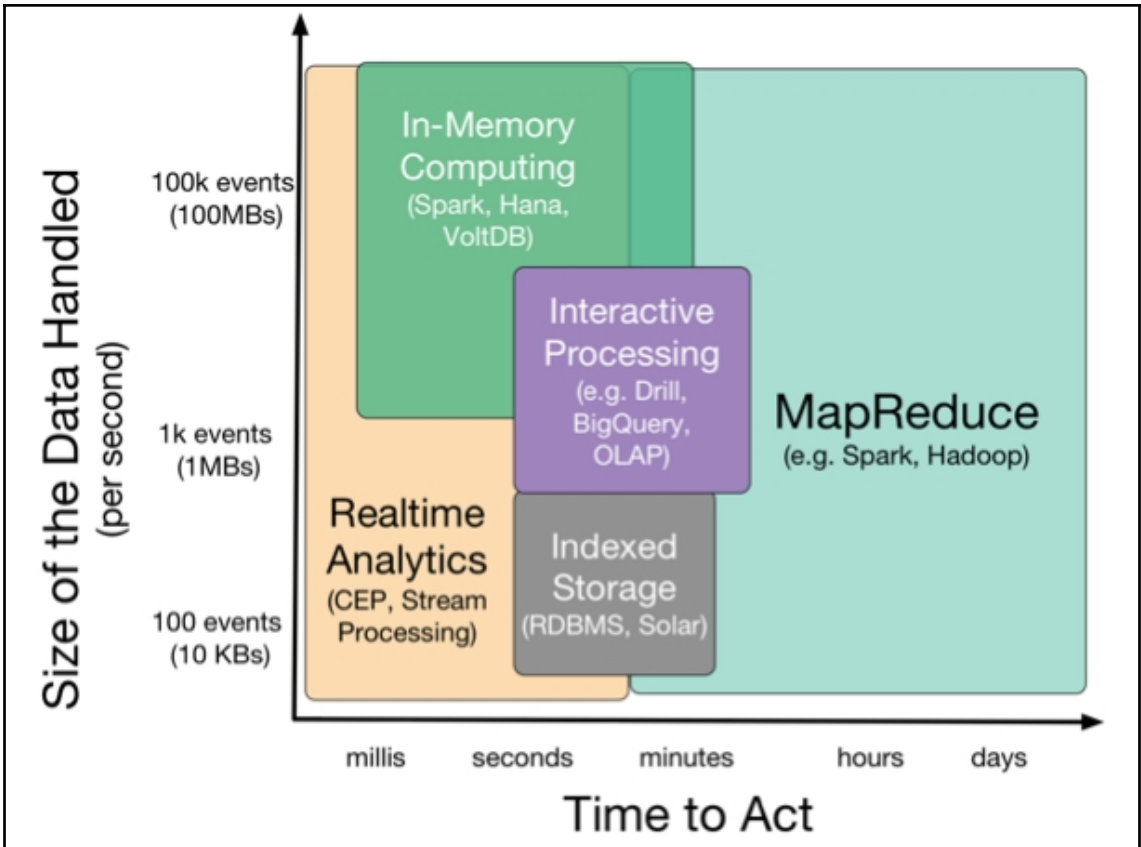 Size of the Data Handled
(per second)
100k events
(100MBs)
1k events
(1MBs)
100 events
(10 KBs)
In-Memory
Computing
(Spark, Hana,
VoltDB)
Interactive
Processing
(e.g. Drill,
BigQuery,
OLAP)
MapReduce
(e.g. Spark, Hadoop)
Realtime
Analytics
(CEP, Stream
Processing)
Indexed
Storage
(RDBMS, Solar)
millis
seconds
minutes
hours
days
Time to Act